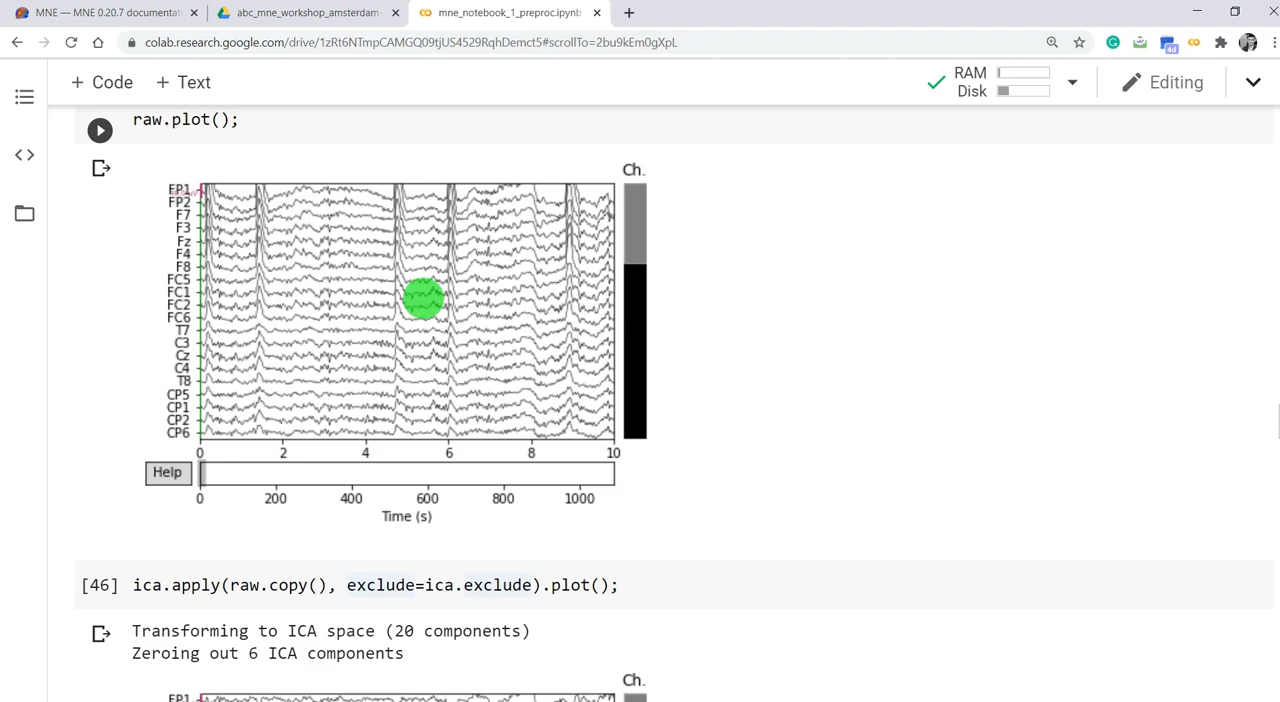 MNE — MNE 0.20.7 documentat
abc_mne_workshop_amsterdam-
mne_notebook_1_preproc.ipynb
colab.research.google.com/drive/1zRt6NTmpCAMGQ09tiUS4529RqhDemct5#scrollTo=2bu9kEm0gXpL
4d
+ Code + Text
RAM
Disk
Editing
raw.plot();
Ch.
FP1
FP2
F7
F3
Fz
F4
F8
FC5
FC1
FC2
FC6
T7
C3
Cz
C4
T8
CP5
CP1
CP2
CP6
0 2 4 6 8 10
Help
0 200 400 600 800 1000
Time (s)
[46] ica.apply(raw.copy(), exclude=ica.exclude).plot();
Transforming to ICA space (20 components)
Zeroing out 6 ICA components
Ch.
FP1